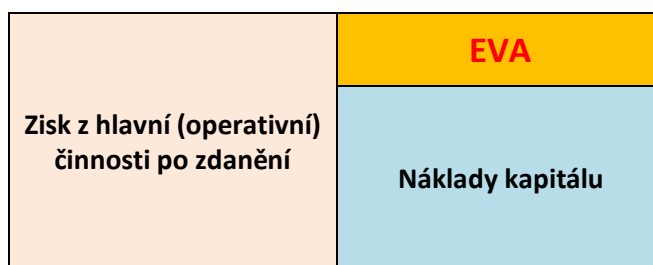 EVA
Zisk z hlavní (operativní)
činnosti po zdanění
Náklady kapitálu